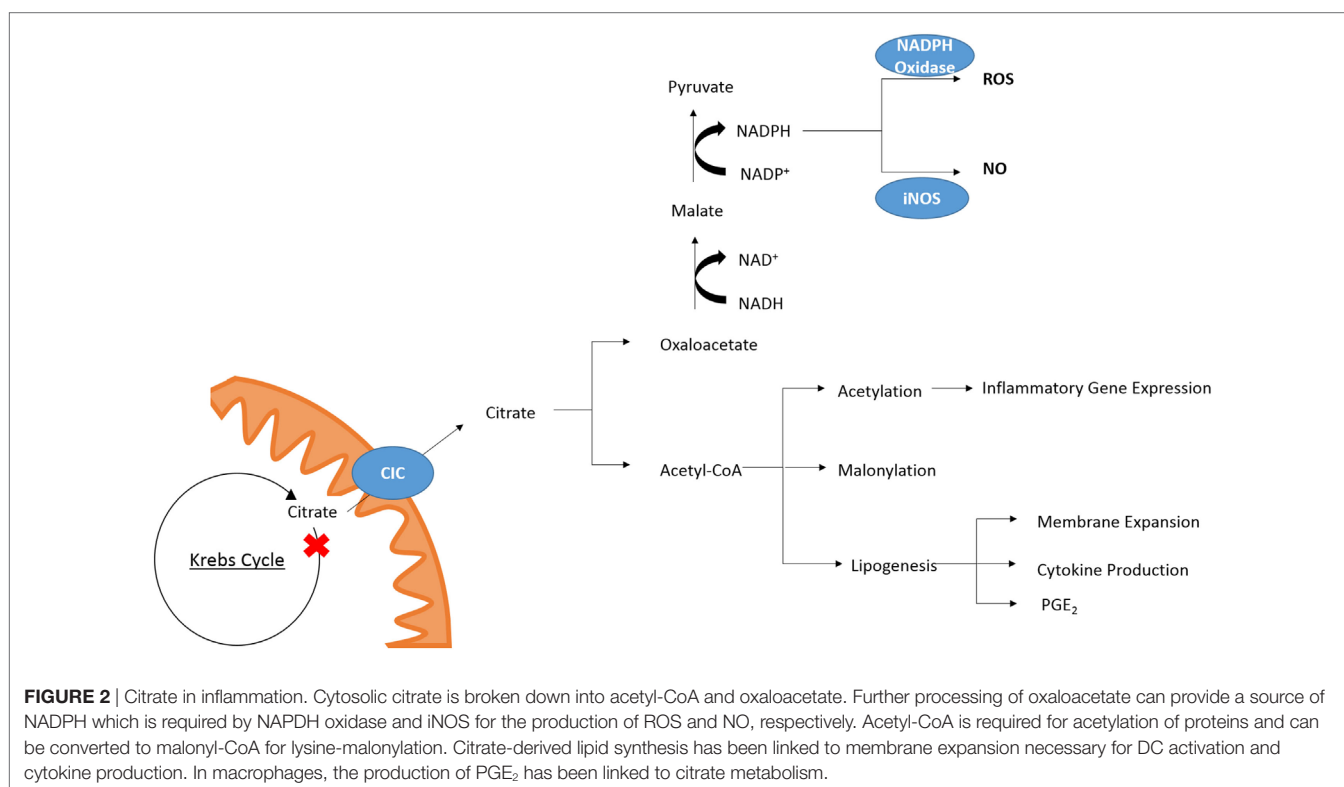 NADPH
Oxidase
Pyruvate
ROS
NADPH
NADP⁺
NO
iNOS
Malate
NAD⁺
NADH
Oxaloacetate
Acetylation
Inflammatory Gene Expression
Citrate
CIC
Acetyl-CoA
Malonylation
Citrate
Membrane Expansion
Krebs Cycle
Lipogenesis
Cytokine Production
PGE₂
FIGURE 2 | Citrate in inflammation. Cytosolic citrate is broken down into acetyl-CoA and oxaloacetate. Further processing of oxaloacetate can provide a source of
NADPH which is required by NAPDH oxidase and iNOS for the production of ROS and NO, respectively. Acetyl-CoA is required for acetylation of proteins and can
be converted to malonyl-CoA for lysine-malonylation. Citrate-derived lipid synthesis has been linked to membrane expansion necessary for DC activation and
cytokine production. In macrophages, the production of PGE₂ has been linked to citrate metabolism.